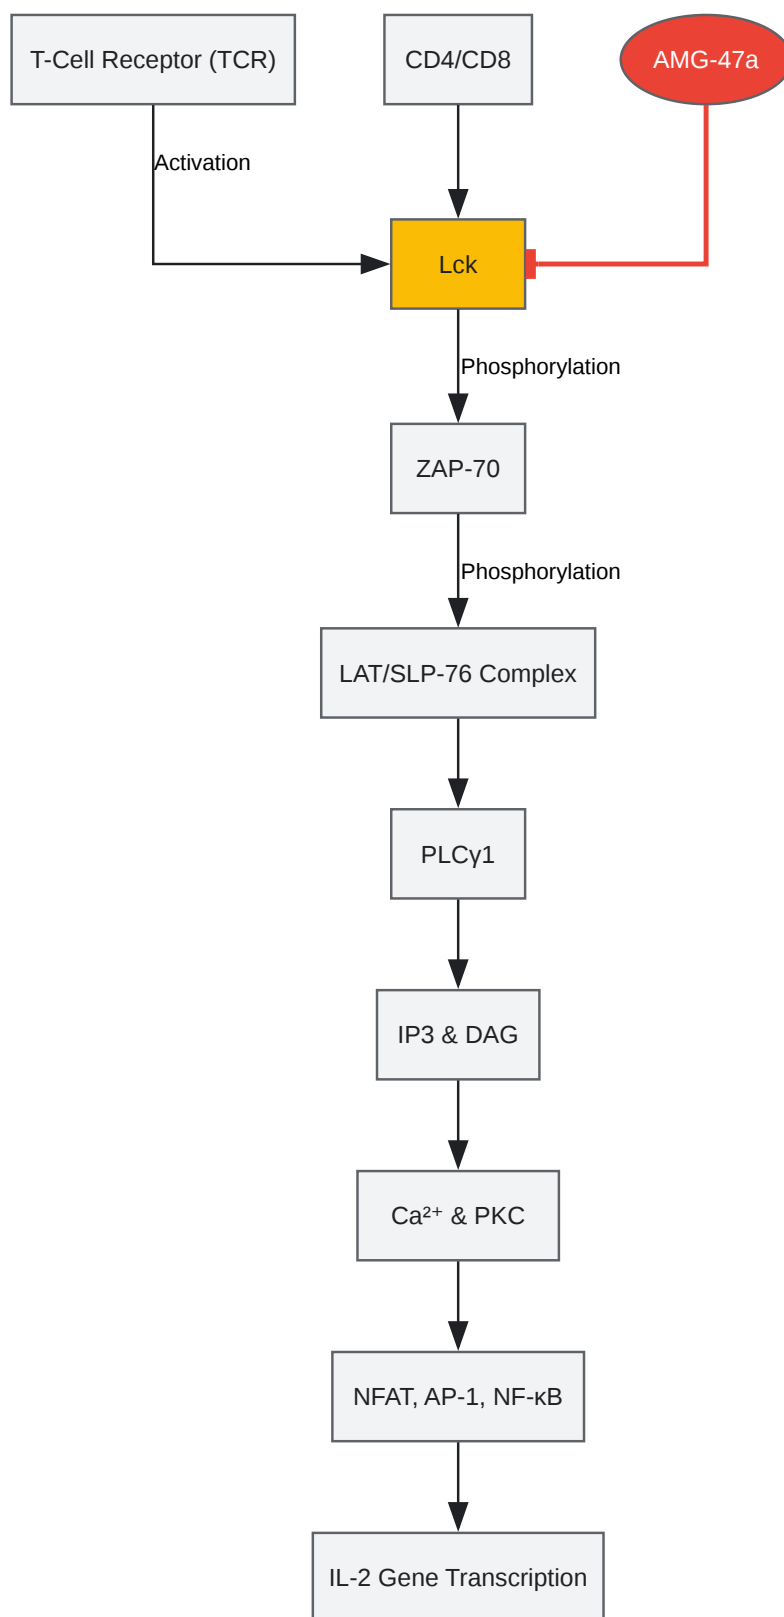 T-Cell Receptor (TCR)
CD4/CD8
AMG-47a
Activation
Lck
Phosphorylation
ZAP-70
Phosphorylation
LAT/SLP-76 Complex
PLCγ1
IP3 & DAG
Ca²⁺ & PKC
NFAT, AP-1, NF-κB
IL-2 Gene Transcription